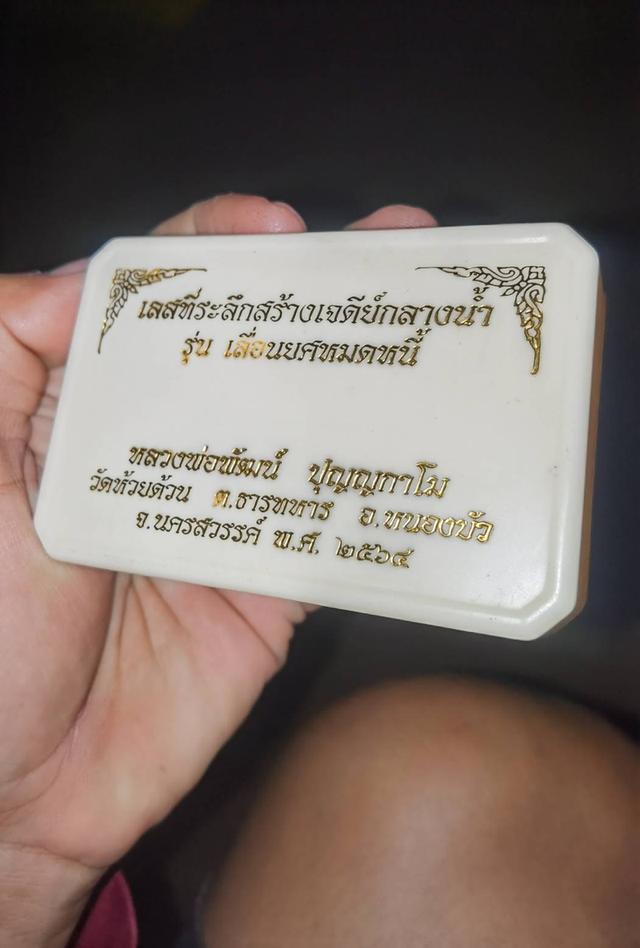 เลสที่ระลึกสร้างเจดีย์กลางน้ำ
รุ่น เลื่อนยศหมดหนี้
หลวงพ่อพัฒน์ ปุญญกาโม
วัดห้วยด้วน ต.ธารทหาร อ.หนองบัว
จ.นครสวรรค์ พ.ศ. ๒๕๖๔